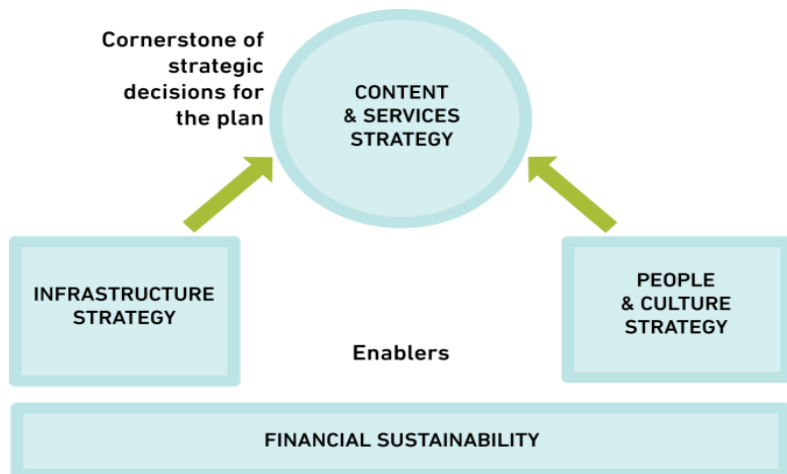 Cornerstone of
strategic
decisions for
the plan
CONTENT
& SERVICES
STRATEGY
INFRASTRUCTURE
STRATEGY
PEOPLE
& CULTURE
STRATEGY
Enablers
FINANCIAL SUSTAINABILITY